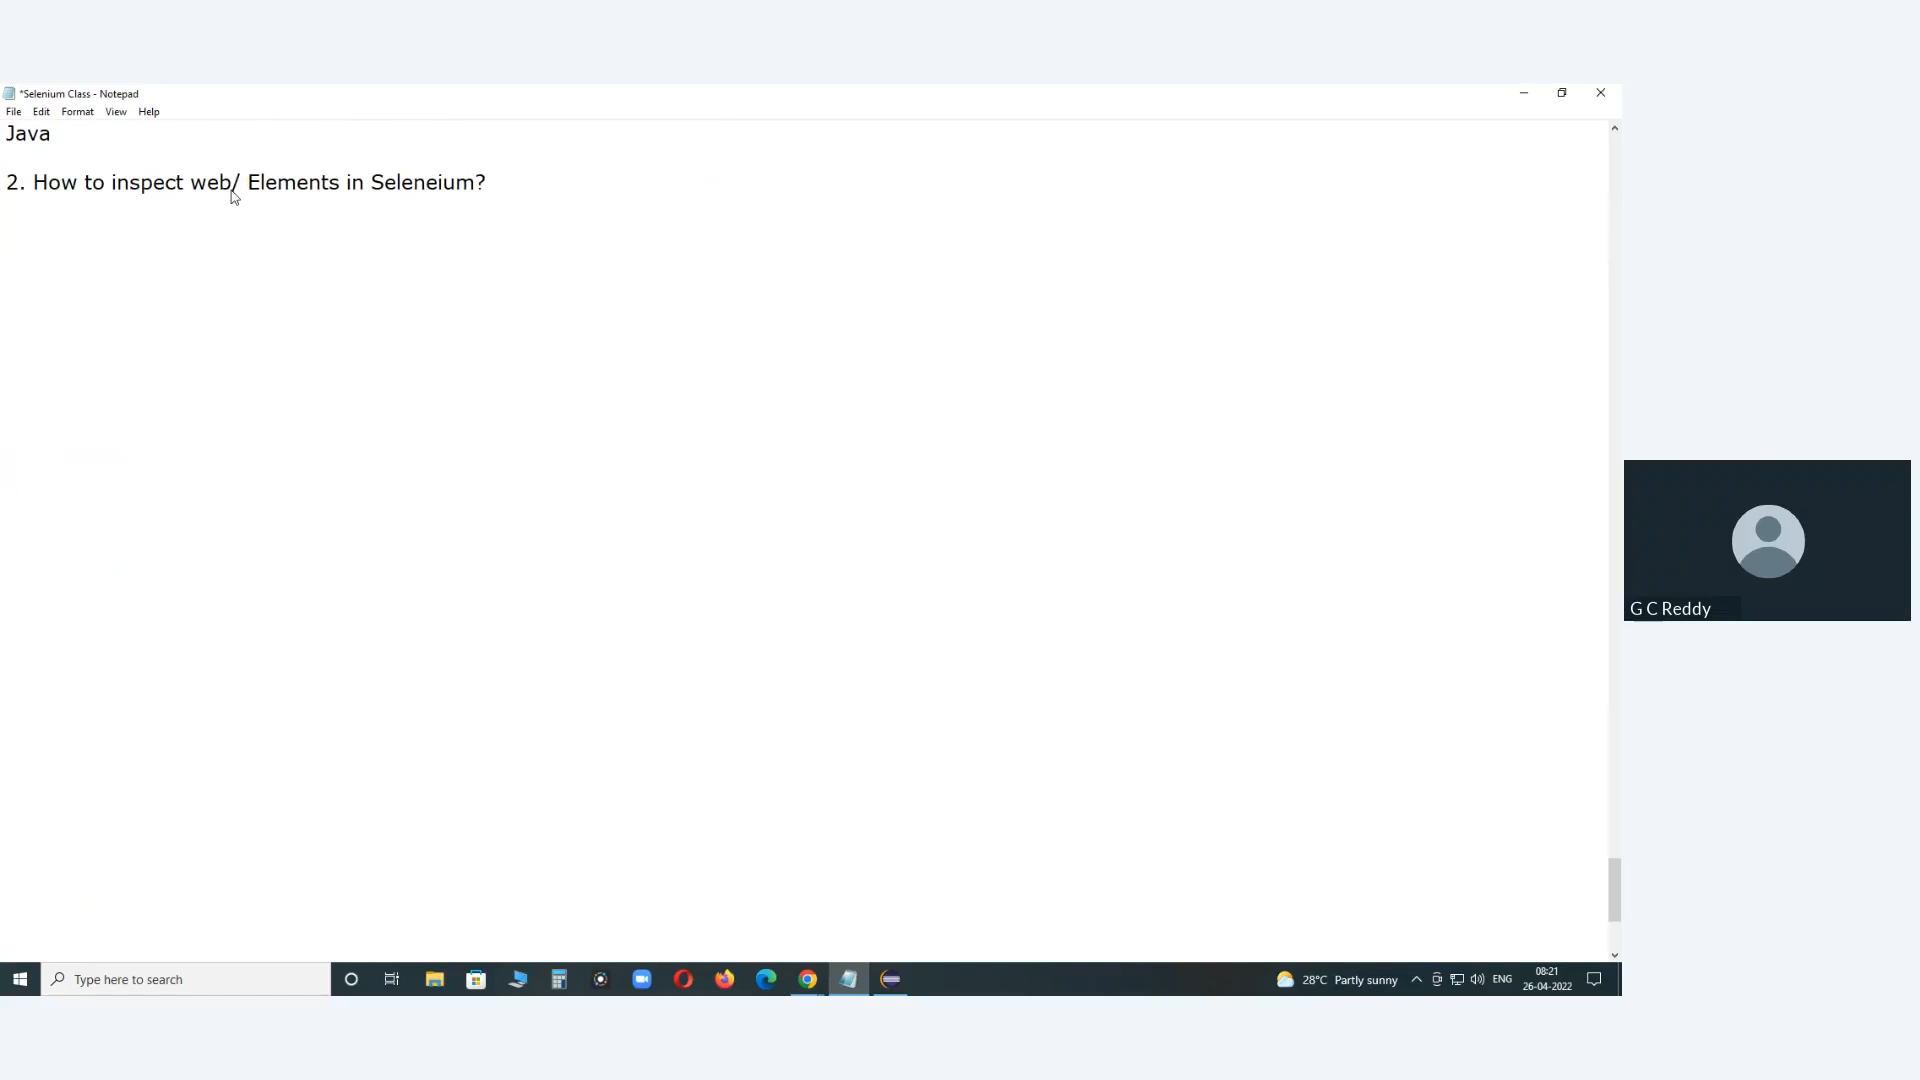 *Selenium Class - Notepad
File Edit Format View Help
Java
2. How to inspect web/ Elements in Seleneium?
G C Reddy
Type here to search
28°C Partly sunny
ENG
08:21
26-04-2022